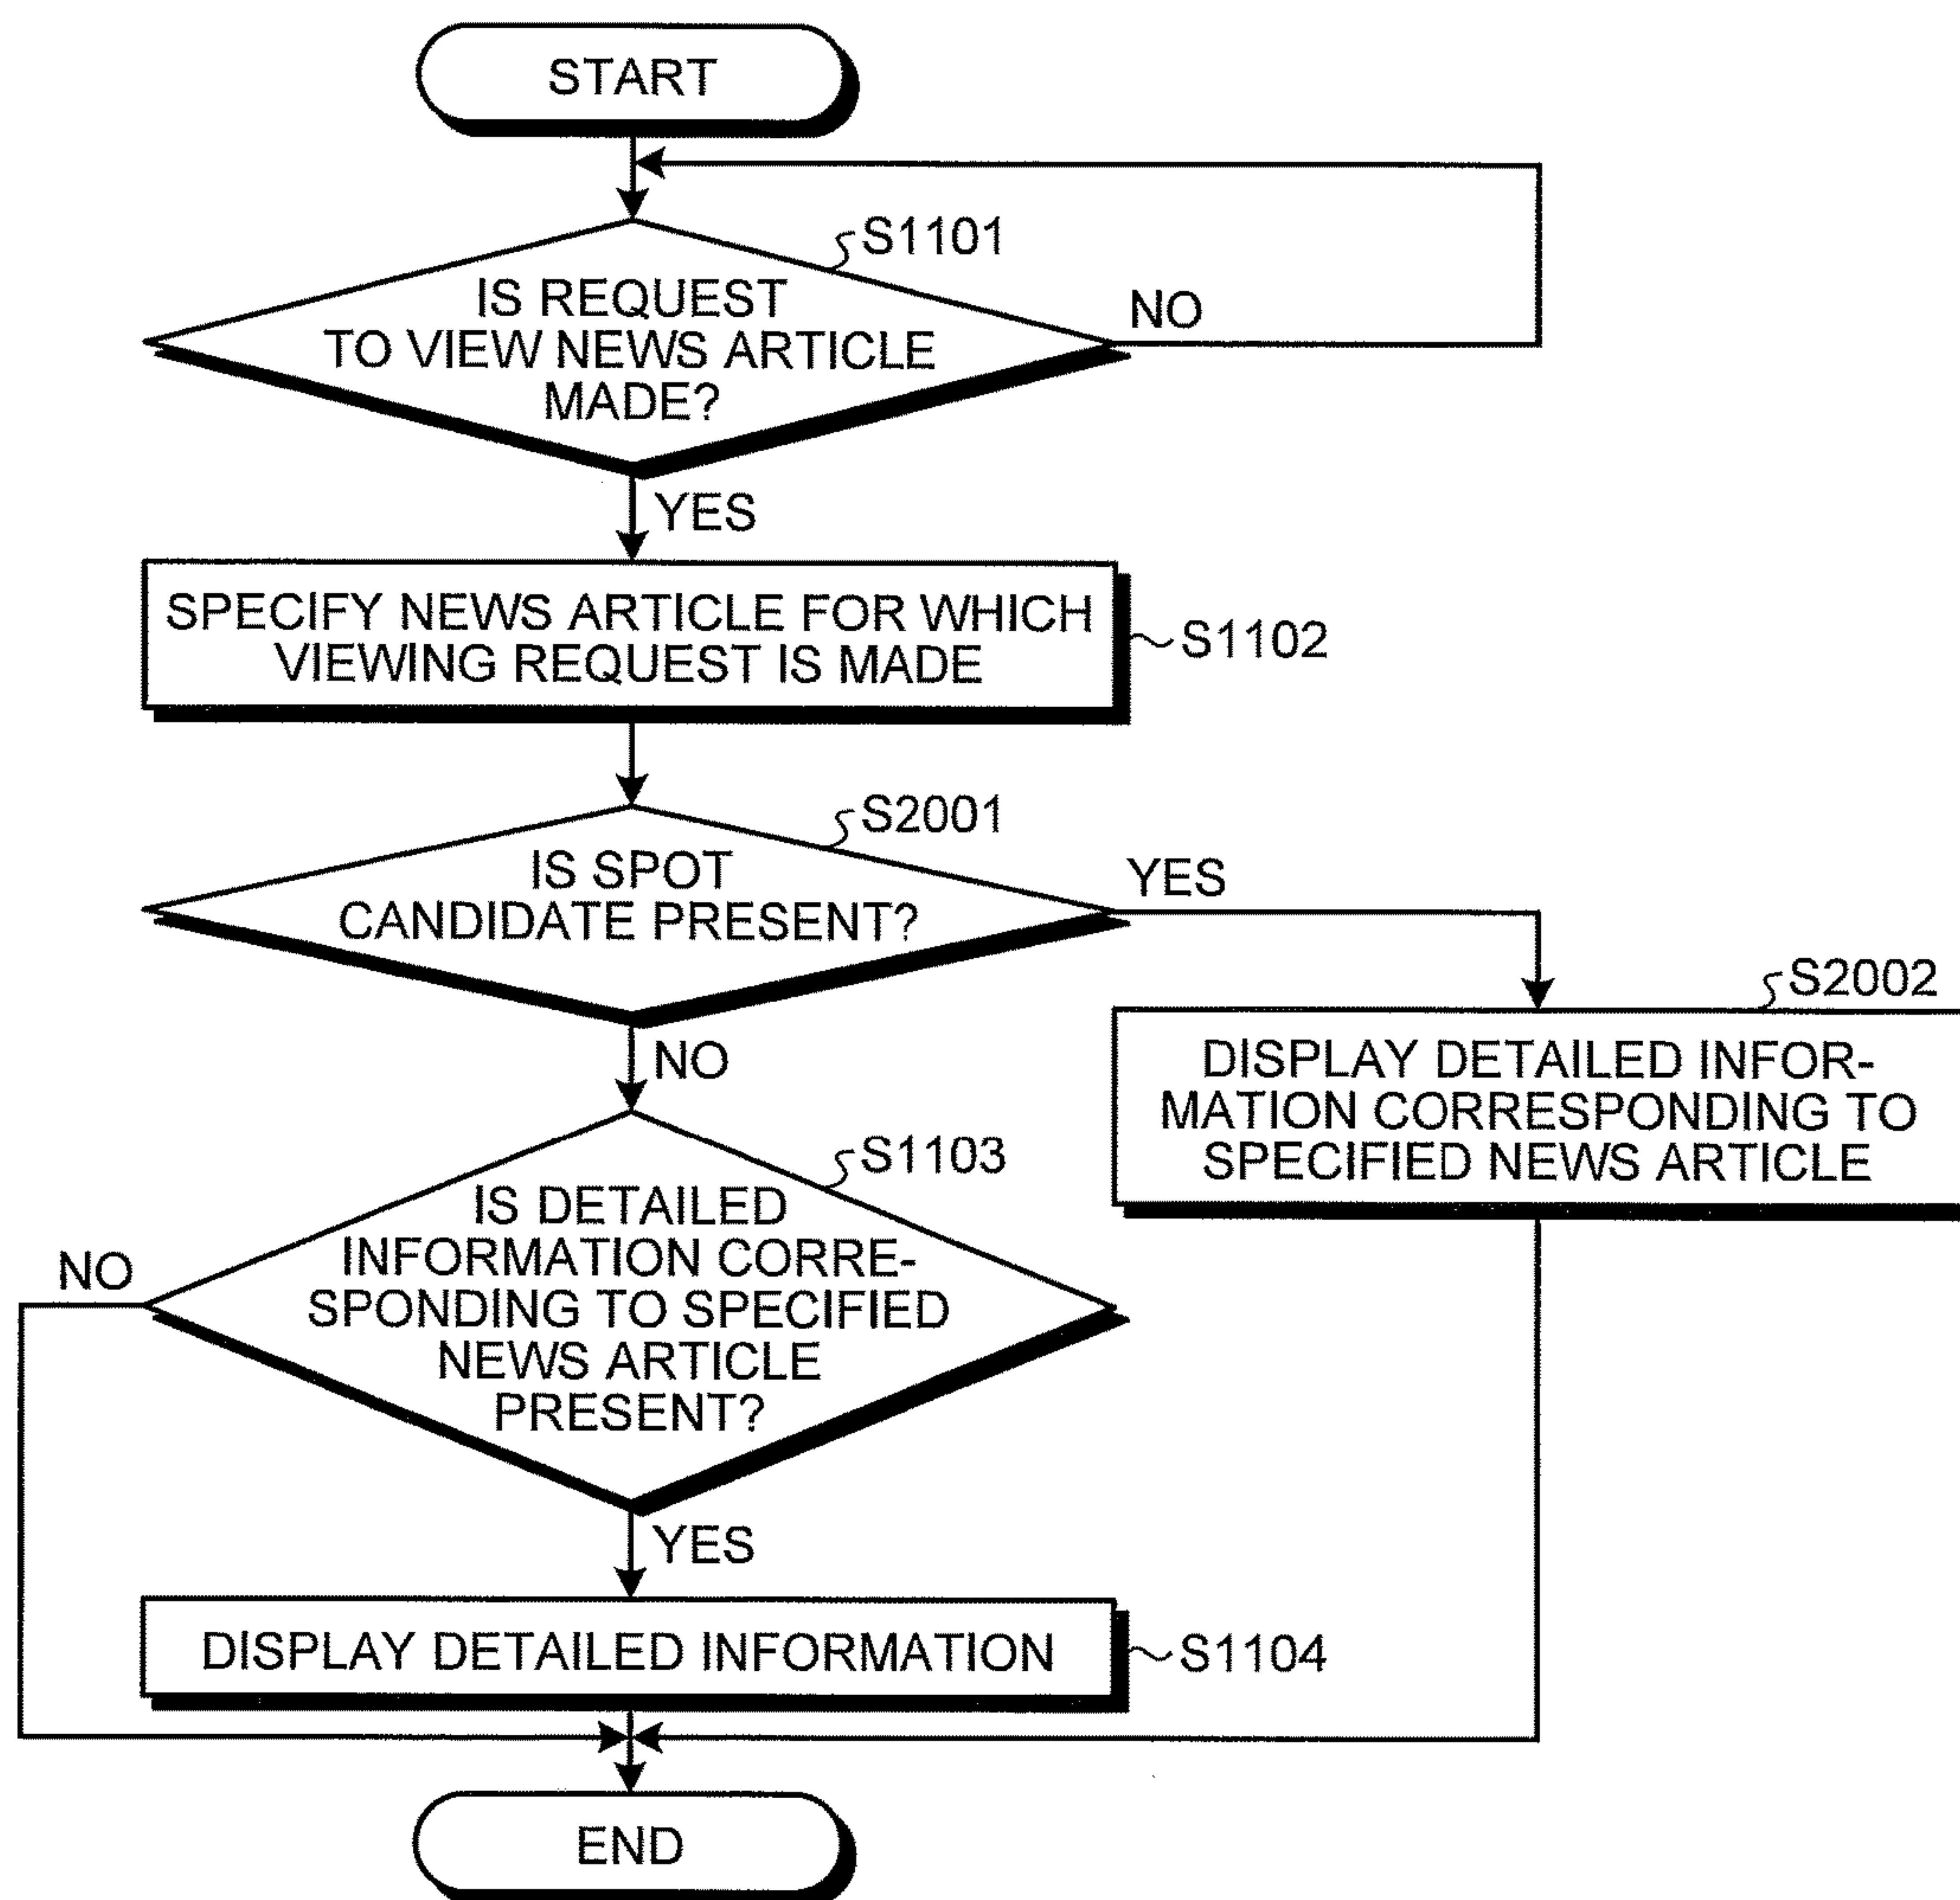 START
S1101
IS REQUEST
TO VIEW NEWS ARTICLE
MADE?
NO
YES
SPECIFY NEWS ARTICLE FOR WHICH
VIEWING REQUEST IS MADE
S1102
S2001
IS SPOT
CANDIDATE PRESENT?
YES
NO
S2002
DISPLAY DETAILED INFOR-
MATION CORRESPONDING TO
SPECIFIED NEWS ARTICLE
S1103
IS DETAILED
INFORMATION CORRE-
SPONDING TO SPECIFIED
NEWS ARTICLE
PRESENT?
NO
YES
DISPLAY DETAILED INFORMATION
S1104
END